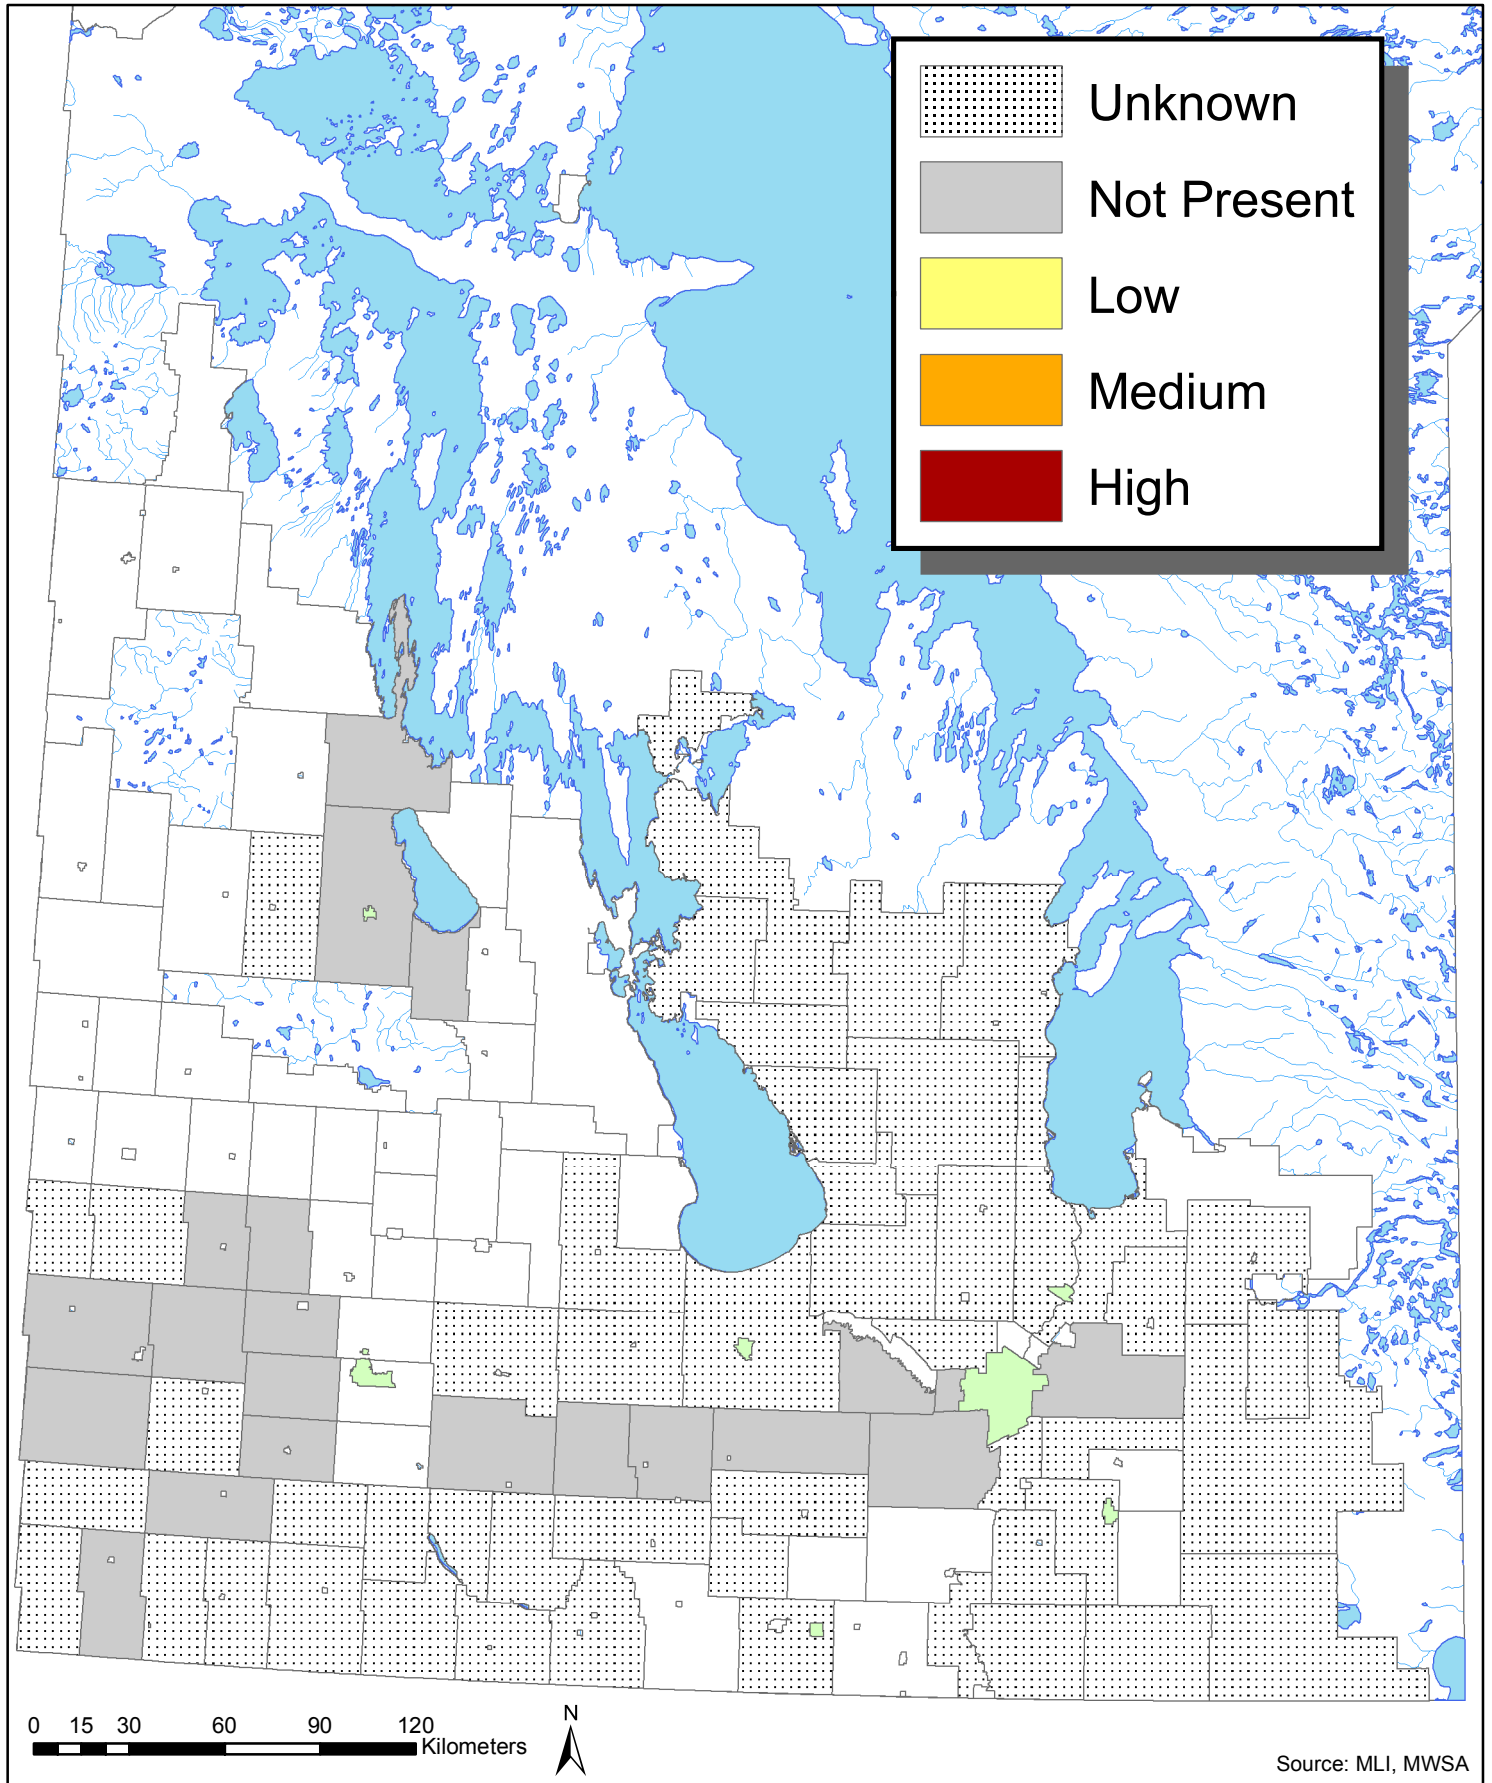 Unknown
Not Present
Low
Medium
High
0 15 30 60 90 120
Kilometers
N
Source: MLI, MWSA